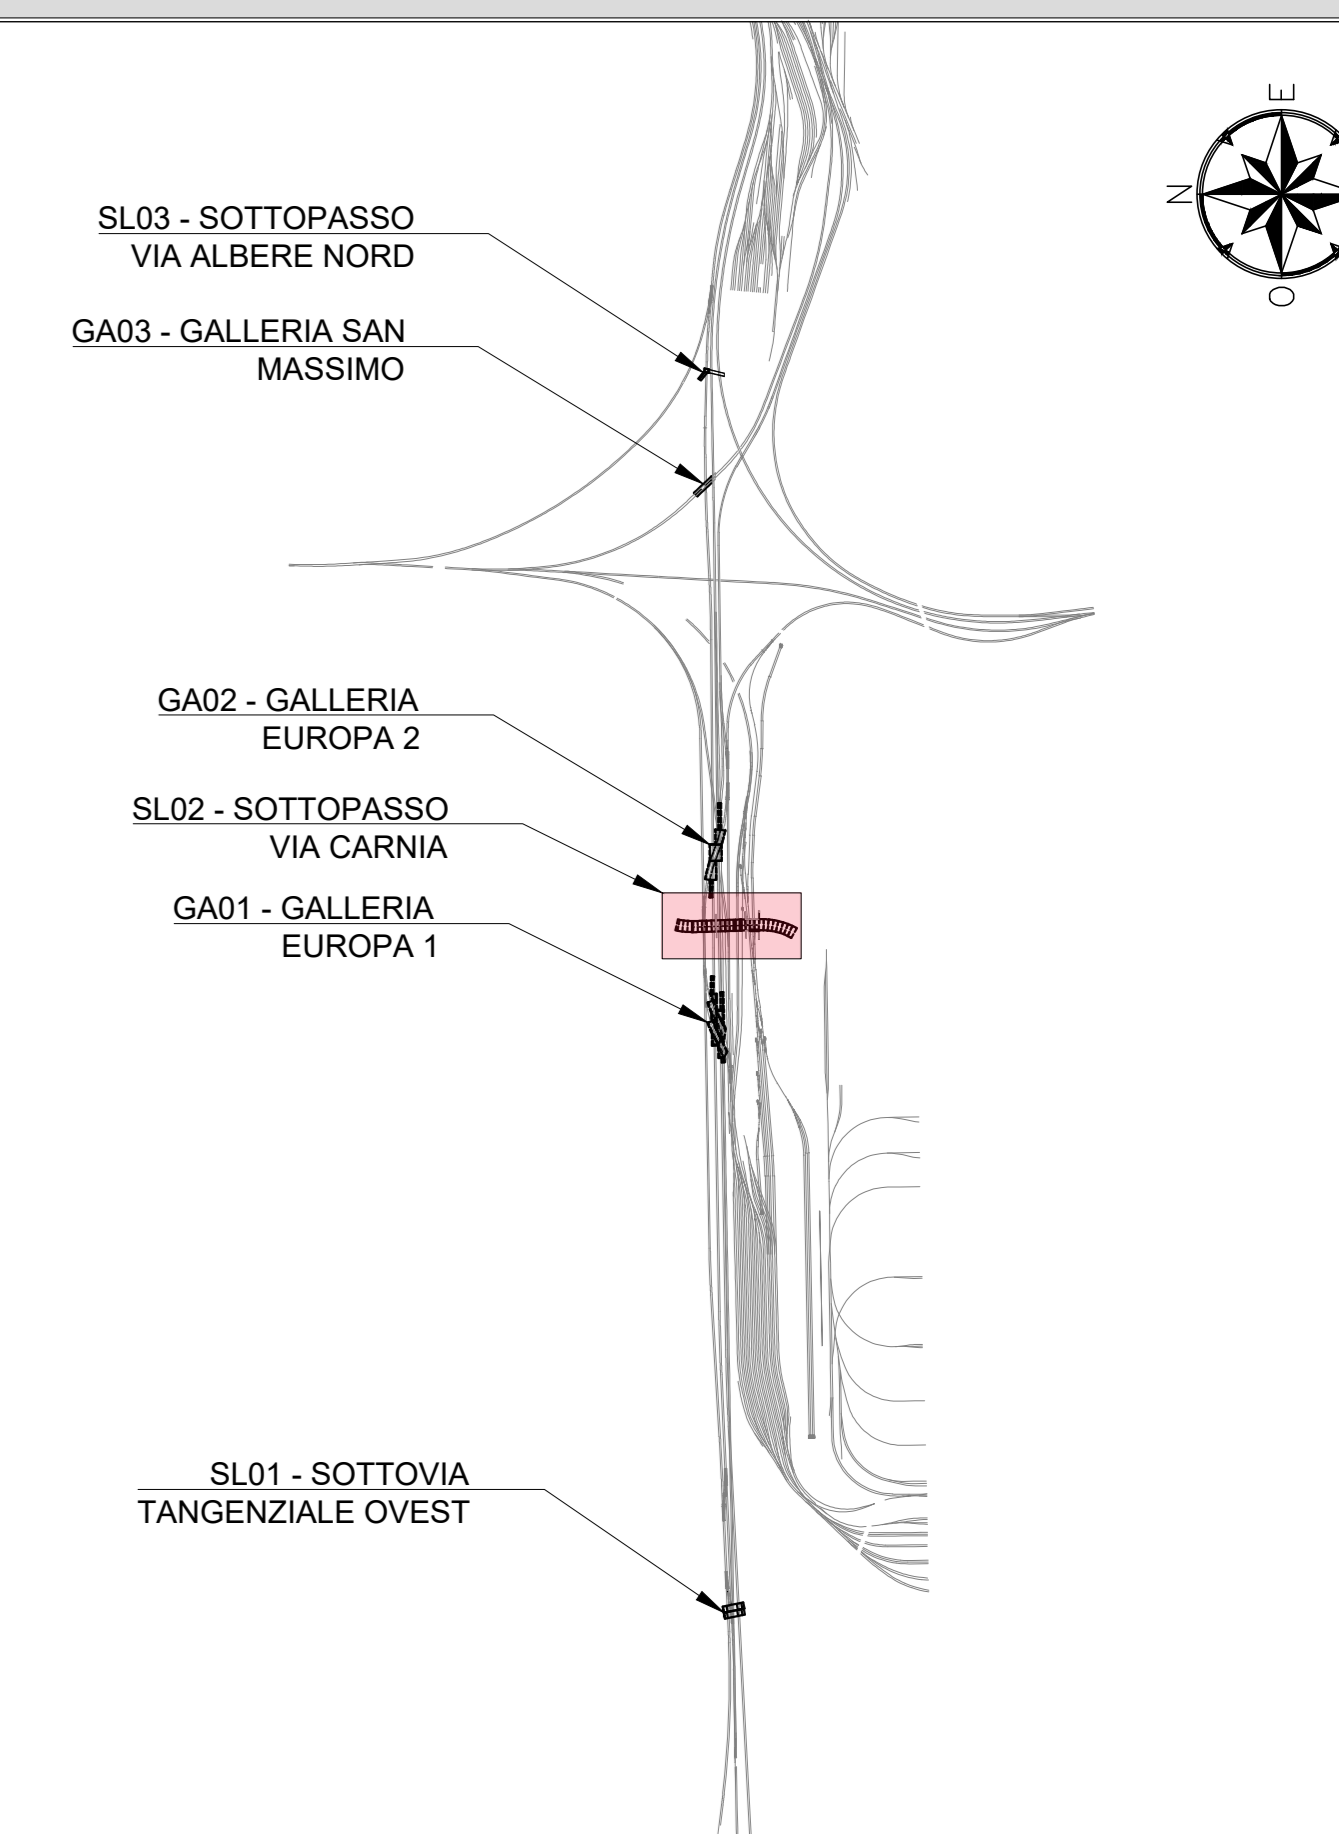 E
N
O
SL03 - SOTTOPASSO
VIA ALBERE NORD
GA03 - GALLERIA SAN
MASSIMO
GA02 - GALLERIA
EUROPA 2
SL02 - SOTTOPASSO
VIA CARNIA
GA01 - GALLERIA
EUROPA 1
SL01 - SOTTOVIA
TANGENZIALE OVEST